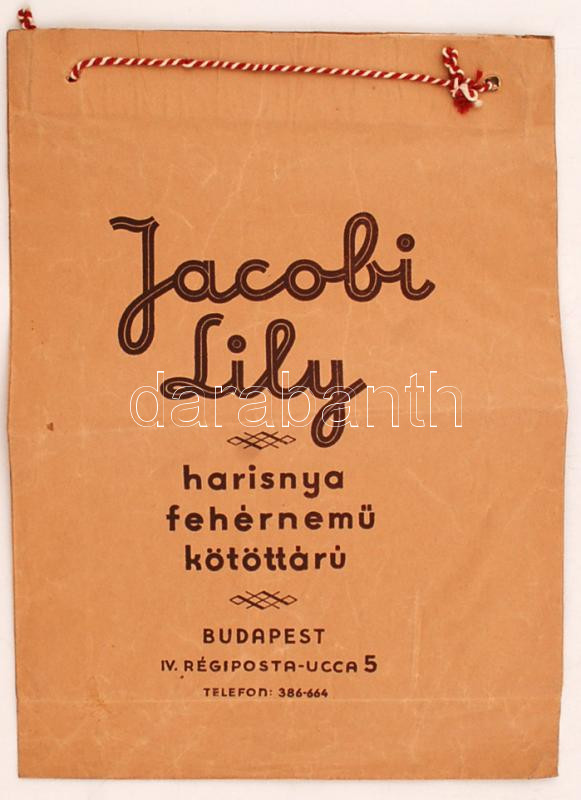 Jacobi
Lily
darabanth
harisnya
fehérnemű
kötöttárú
BUDAPEST
IV. RÉGIPOSTA-UCCA 5
TELEFON: 386-664